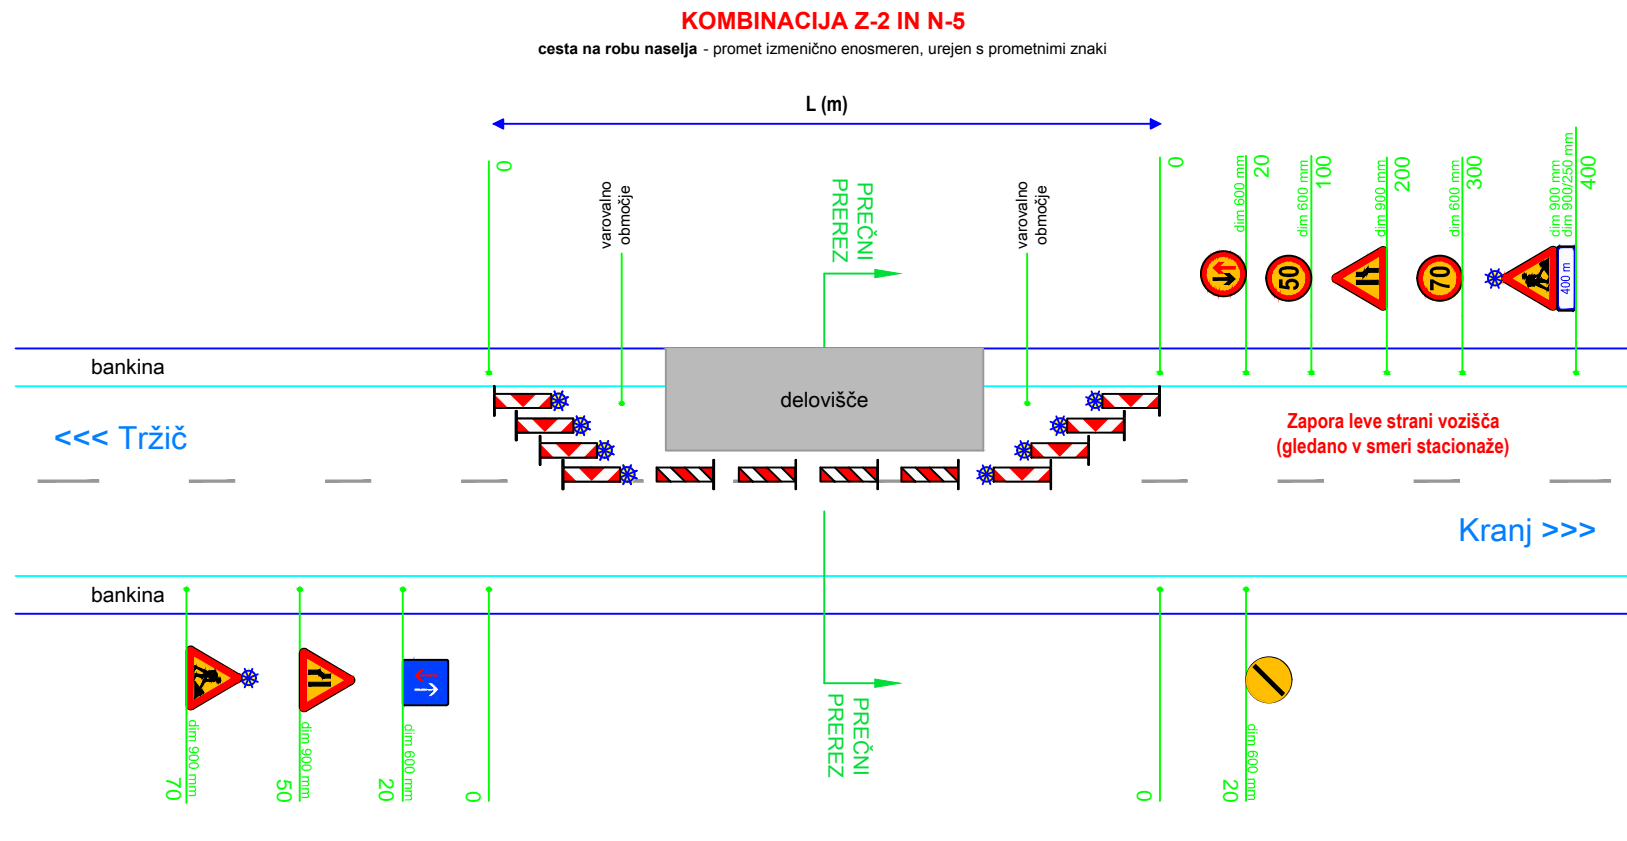 KOMBINACIJA Z-2 IN N-5
cesta na robu naselja - promet izmenično enosmeren, urejen s prometnimi znaki
L (m)
0
varovalno
območje
PREČNI
PREREZ
varovalno
območje
0
dim 600 mm
20
dim 600 mm
100
dim 900 mm
200
dim 600 mm
300
dim 900 mm
dim 900/250 mm
400
50
70
400 m
bankina
delovišče
<<< Tržič
Zapora leve strani vozišča
(gledano v smeri stacionaže)
Kranj >>>
bankina
dim 900 mm
70
dim 900 mm
50
dim 600 mm
20
0
PREČNI
PREREZ
0
dim 600 mm
20